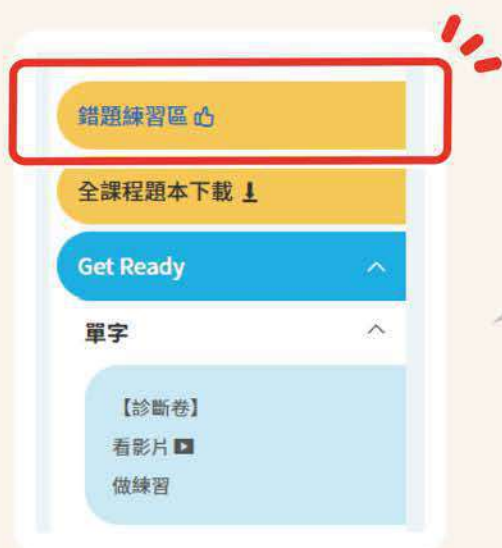 錯題練習區
全課程題本下載
Get Ready
單字
【診斷卷】
看影片
做練習